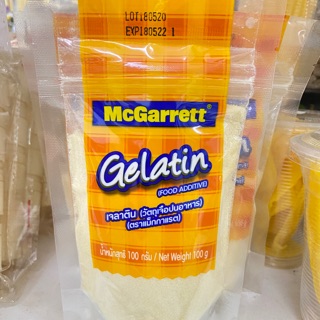 LOT:80520
EXP180522 1
McGarrett®
Gelatin
(FOOD ADDITIVE)
เจลาติน (วัตถุเจือปนอาหาร)
(ตราแม็กกาแรต)
น้ำหนักสุทธิ 100 กรัม / Net Weight 100 g